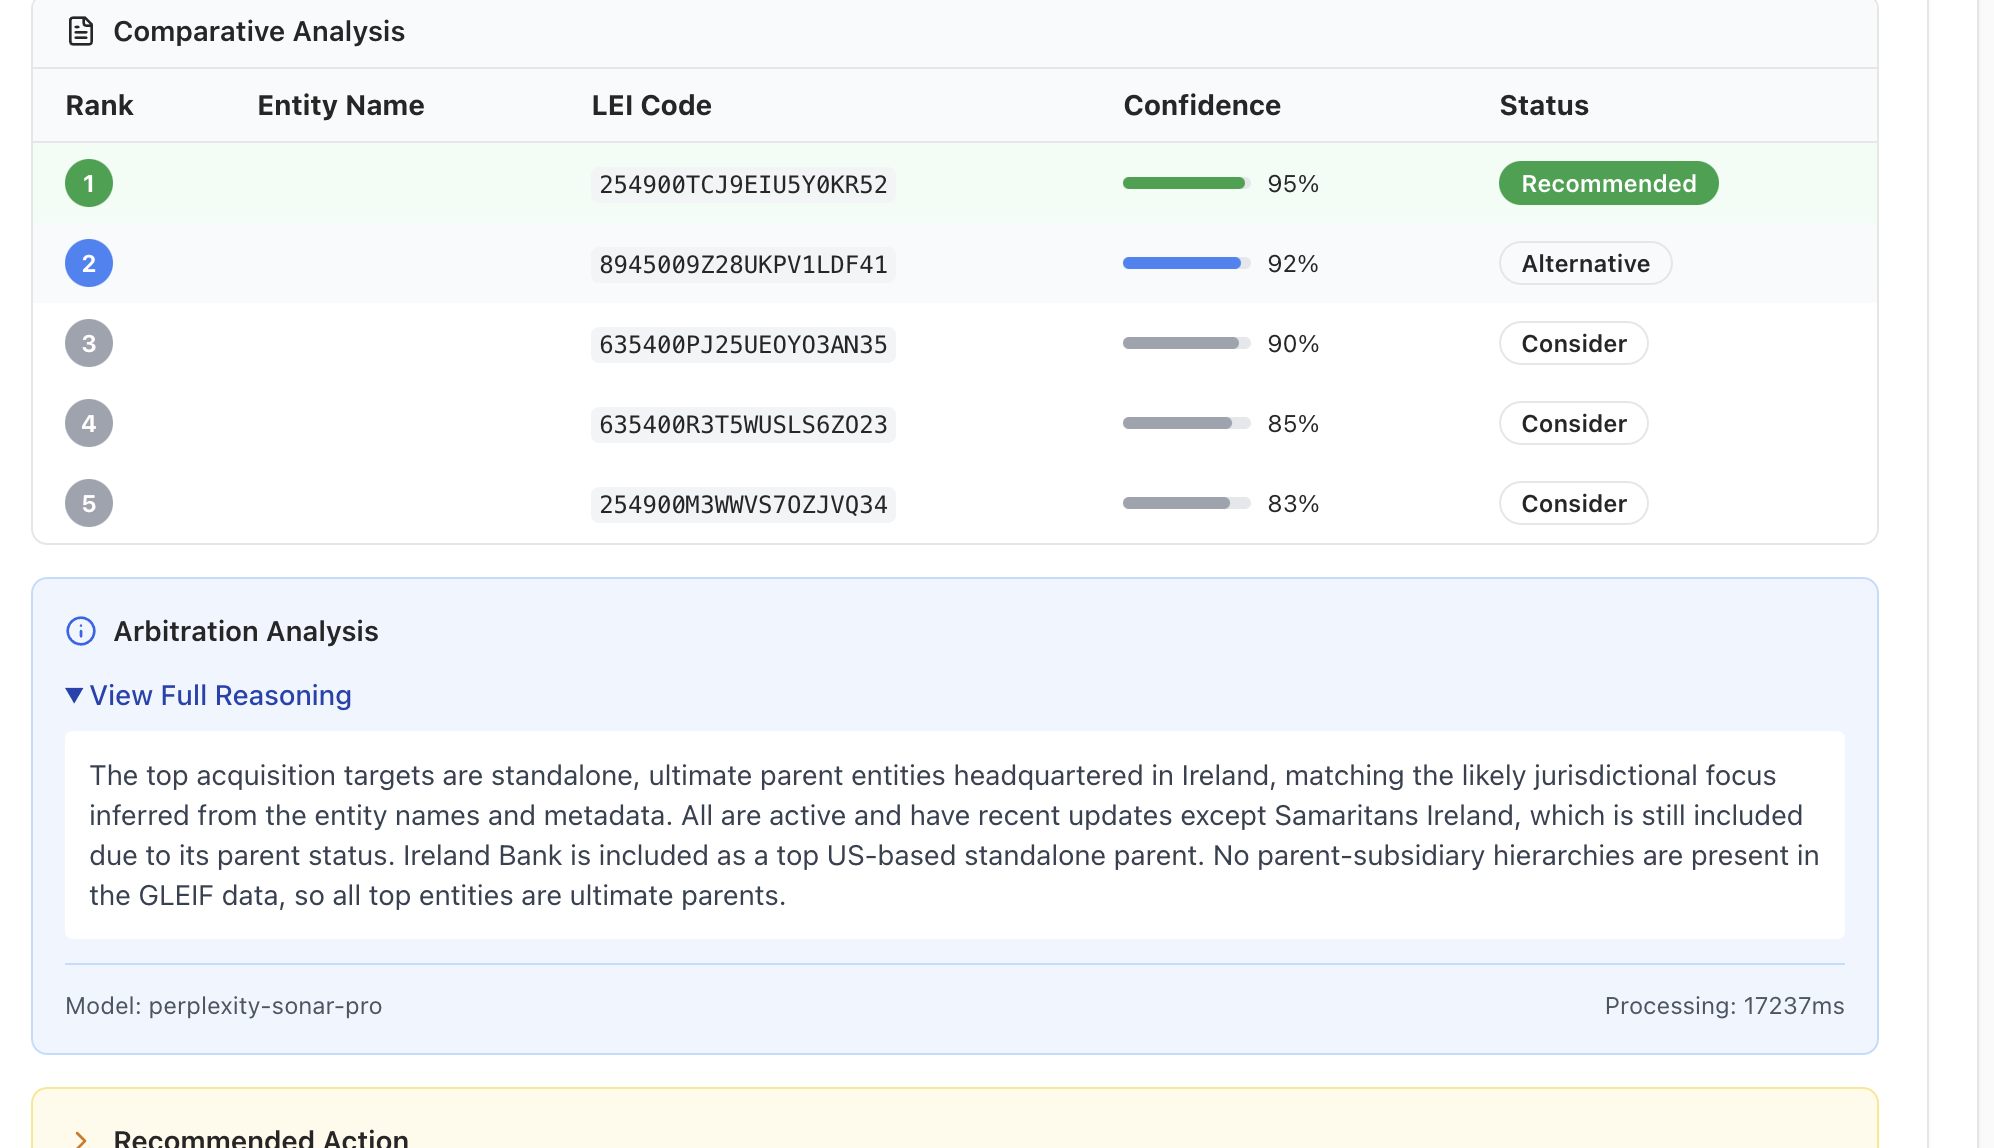 Comparative Analysis
Rank Entity Name LEI Code Confidence Status
1 254900TCJ9EIU5Y0KR52 95% Recommended
2 8945009Z28UKPV1LDF41 92% Alternative
3 635400PJ25UEOYO3AN35 90% Consider
4 635400R3T5WUSLS6ZO23 85% Consider
5 254900M3WWVS7OZJVQ34 83% Consider
Arbitration Analysis
▼ View Full Reasoning
The top acquisition targets are standalone, ultimate parent entities headquartered in Ireland, matching the likely jurisdictional focus
inferred from the entity names and metadata. All are active and have recent updates except Samaritans Ireland, which is still included
due to its parent status. Ireland Bank is included as a top US-based standalone parent. No parent-subsidiary hierarchies are present in
the GLEIF data, so all top entities are ultimate parents.
Model: perplexity-sonar-pro Processing: 17237ms
Recommended Action